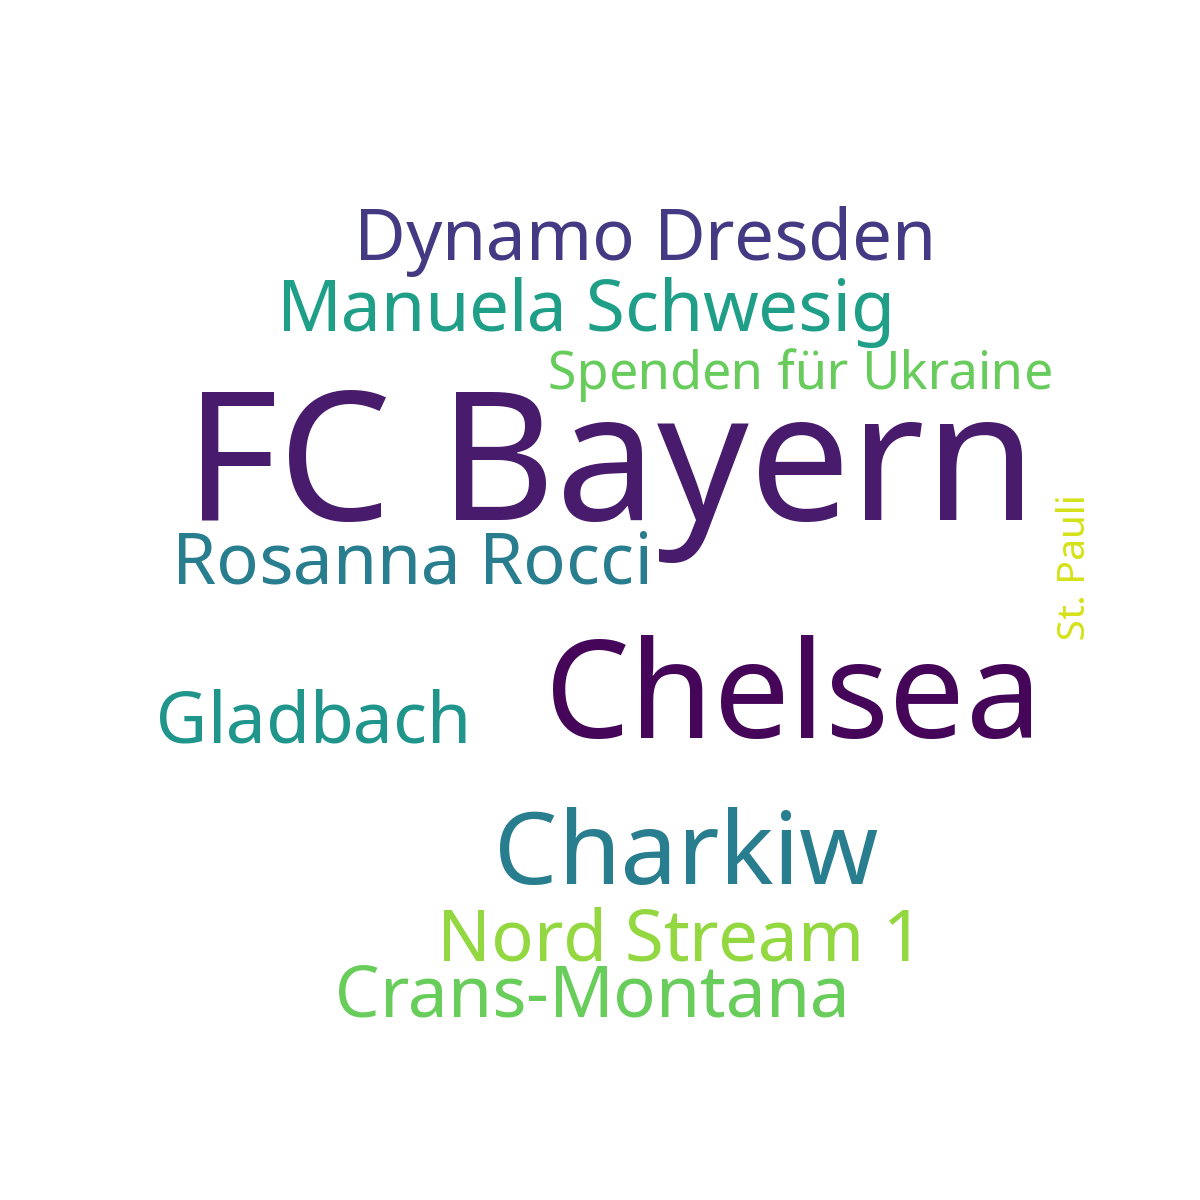 Dynamo Dresden
Manuela Schwesig
Spenden für Ukraine
FC Bayern
St. Pauli
Rosanna Rocci
Chelsea
Gladbach
Charkiw
Nord Stream 1
Crans-Montana